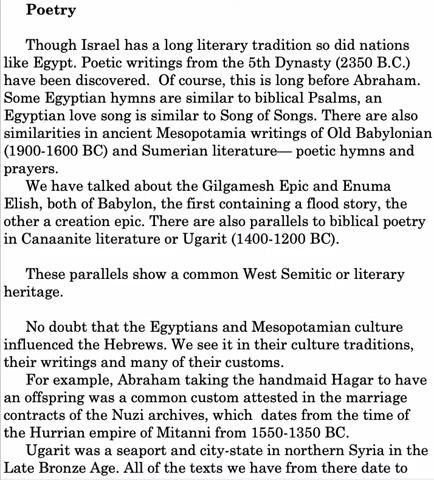 Poetry
Though Israel has a long literary tradition so did nations
like Egypt. Poetic writings from the 5th Dynasty (2350 B.C.)
have been discovered.  Of course, this is long before Abraham.
Some Egyptian hymns are similar to biblical Psalms, an
Egyptian love song is similar to Song of Songs. There are also
similarities in ancient Mesopotamia writings of Old Babylonian
(1900-1600 BC) and Sumerian literature— poetic hymns and
prayers.
We have talked about the Gilgamesh Epic and Enuma
Elish, both of Babylon, the first containing a flood story, the
other a creation epic. There are also parallels to biblical poetry
in Canaanite literature or Ugarit (1400-1200 BC).
These parallels show a common West Semitic or literary
heritage.
No doubt that the Egyptians and Mesopotamian culture
influenced the Hebrews. We see it in their culture traditions,
their writings and many of their customs.
For example, Abraham taking the handmaid Hagar to have
an offspring was a common custom attested in the marriage
contracts of the Nuzi archives, which  dates from the time of
the Hurrian empire of Mitanni from 1550-1350 BC.
Ugarit was a seaport and city-state in northern Syria in the
Late Bronze Age. All of the texts we have from there date to